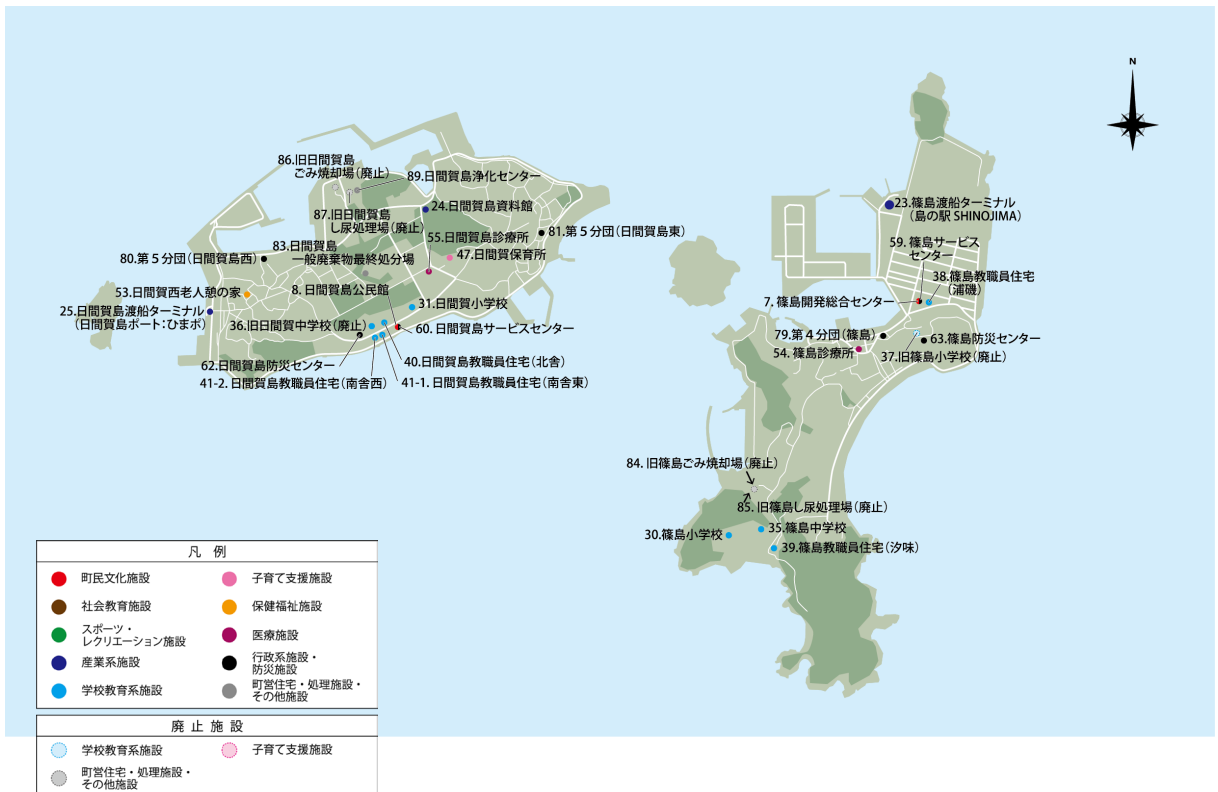 N
86.旧日間賀島
ごみ焼却場(廃止)
89.日間賀島浄化センター
24.日間賀島資料館
87.旧日間賀島
し尿処理場(廃止)
55.日間賀島診療所
81.第5分団(日間賀島東)
83.日間賀島
一般廃棄物最終処分場
47.日間賀保育所
80.第5分団(日間賀島西)
8.日間賀島公民館
53.日間賀西老人憩の家
31.日間賀小学校
25.日間賀島渡船ターミナル
(日間賀島ポート:ひまポ)
36.旧日間賀中学校(廃止)
60.日間賀島サービスセンター
62.日間賀島防災センター
40.日間賀島教職員住宅(北舎)
41-2.日間賀島教職員住宅(南舎西)
41-1.日間賀島教職員住宅(南舎東)
23.篠島渡船ターミナル
(島の駅 SHINOJIMA)
59.篠島サービス
センター
38.篠島教職員住宅
(浦磯)
7.篠島開発総合センター
79.第4分団(篠島)
63.篠島防災センター
54.篠島診療所
37.旧篠島小学校(廃止)
84.旧篠島ごみ焼却場(廃止)
85.旧篠島し尿処理場(廃止)
35.篠島中学校
30.篠島小学校
39.篠島教職員住宅(汐味)
凡例
町民文化施設
子育て支援施設
社会教育施設
保健福祉施設
スポーツ・
レクリエーション施設
医療施設
産業系施設
行政系施設・
防災施設
学校教育系施設
町営住宅・処理施設・
その他施設
廃止施設
学校教育系施設
子育て支援施設
町営住宅・処理施設・
その他施設